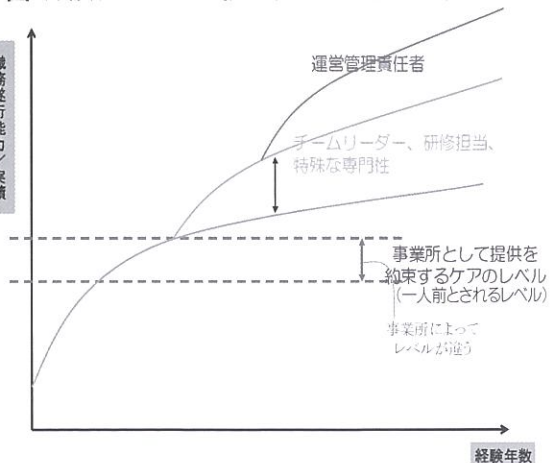 職務遂行能力／実績
運営管理責任者
チームリーダー、研修担当、
特殊な専門性
事業所として提供を
約束するケアのレベル
（一人前とされるレベル）
事業所によって
レベルが違う
経験年数